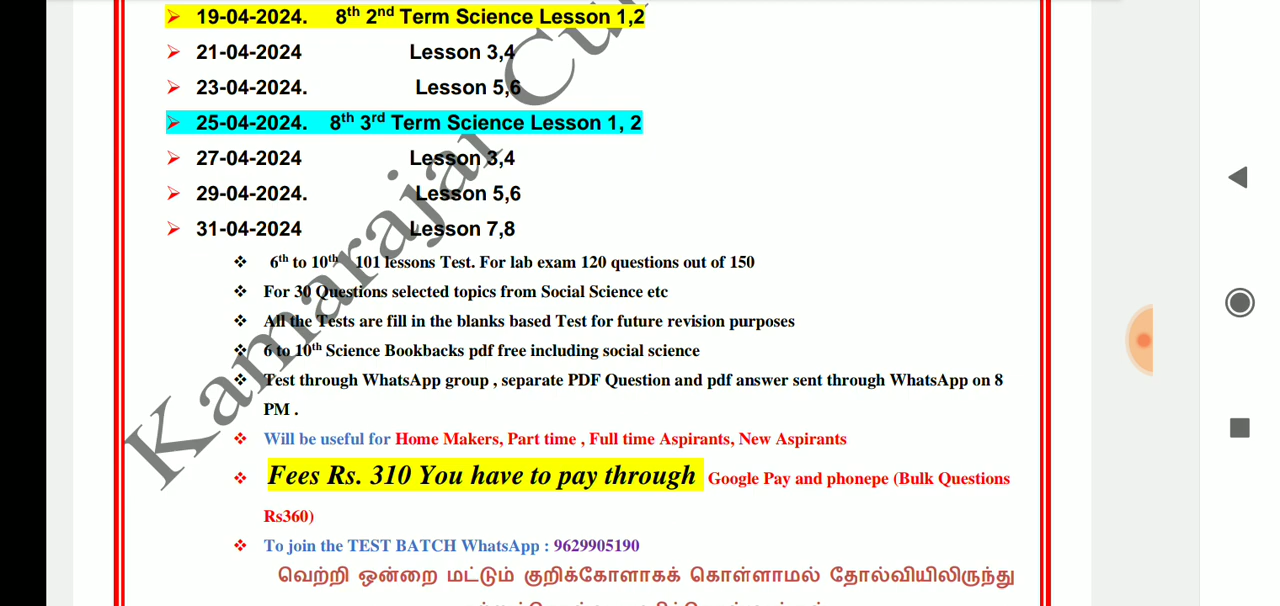 ➢ 19-04-2024. 8th 2nd Term Science Lesson 1,2
➢ 21-04-2024 Lesson 3,4
➢ 23-04-2024. Lesson 5,6
➢ 25-04-2024. 8th 3rd Term Science Lesson 1, 2
➢ 27-04-2024 Lesson 3,4
➢ 29-04-2024. Lesson 5,6
➢ 31-04-2024 Lesson 7,8
❖ 6th to 10th 101 lessons Test. For lab exam 120 questions out of 150
❖ For 30 Questions selected topics from Social Science etc
❖ All the Tests are fill in the blanks based Test for future revision purposes
❖ 6 to 10th Science Bookbacks pdf free including social science
❖ Test through WhatsApp group , separate PDF Question and pdf answer sent through WhatsApp on 8
PM .
❖ Will be useful for Home Makers, Part time , Full time Aspirants, New Aspirants
❖ Fees Rs. 310 You have to pay through Google Pay and phonepe (Bulk Questions
Rs360)
❖ To join the TEST BATCH WhatsApp : 9629905190
வெற்றி ஒன்றை மட்டும் குறிக்கோளாகக் கொள்ளாமல் தோல்வியிலிருந்து
Kamarajar